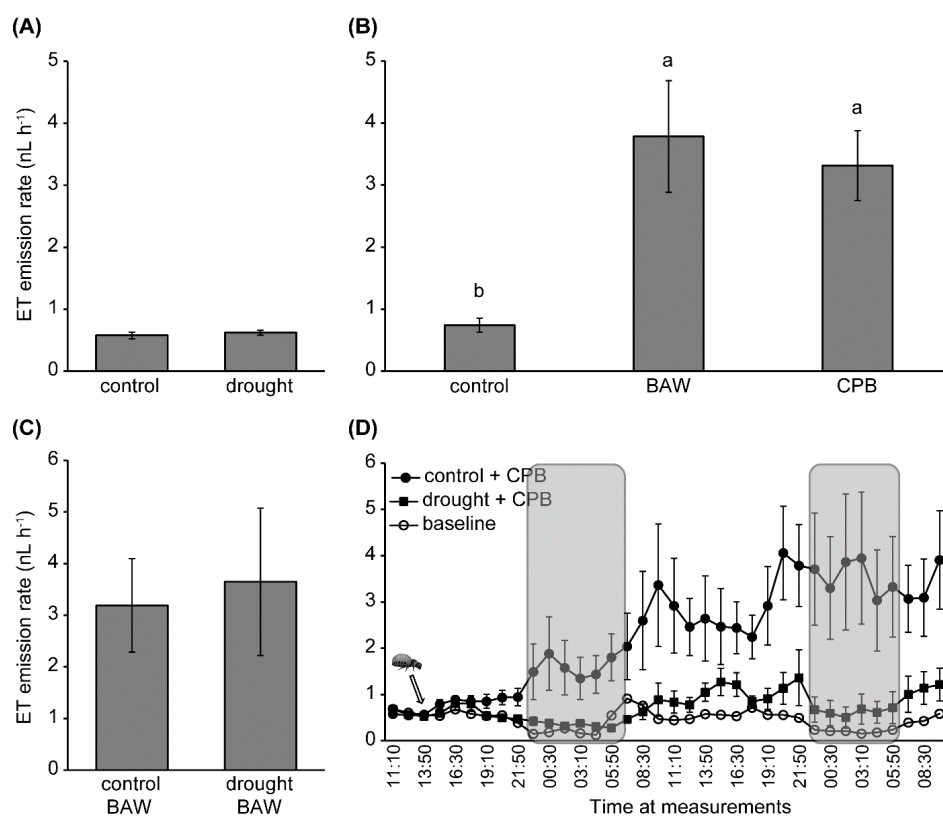 (A)
ET emission rate (nL h-1)
5
4
3
2
1
0
control
drought
(B)
5
4
3
2
1
0
b
a
a
control
BAW
CPB
(C)
ET emission rate (nL h-1)
6
5
4
3
2
1
0
control
BAW
drought
BAW
(D)
6
5
4
3
2
1
0
control + CPB
drought + CPB
baseline
11:10
13:50
16:30
19:10
21:50
00:30
03:10
05:50
08:30
11:10
13:50
16:30
19:10
21:50
00:30
03:10
05:50
08:30
Time at measurements